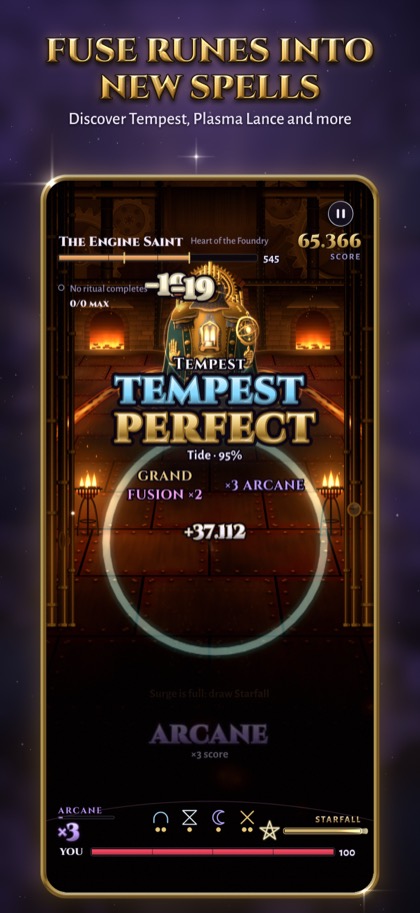 FUSE RUNES INTO
NEW SPELLS
Discover Tempest, Plasma Lance and more
THE ENGINE SAINT Heart of the Foundry 65.366
SCORE
545
No ritual completes
0/0 MAX
TEMPEST
TEMPEST
PERFECT
Tide · 95%
GRAND
FUSION ×2
×3 ARCANE
+37.112
Surge is full: draw Starfall
ARCANE
×3 score
ARCANE
×3
STARFALL
YOU 100